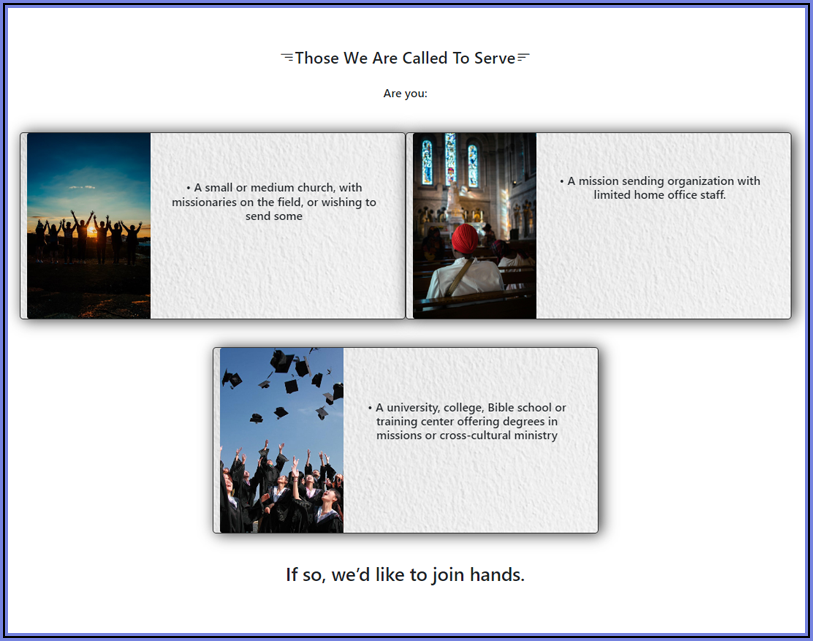 Those We Are Called To Serve
Are you:
• A small or medium church, with
missionaries on the field, or wishing to
send some
• A mission sending organization with
limited home office staff.
• A university, college, Bible school or
training center offering degrees in
missions or cross-cultural ministry
If so, we’d like to join hands.